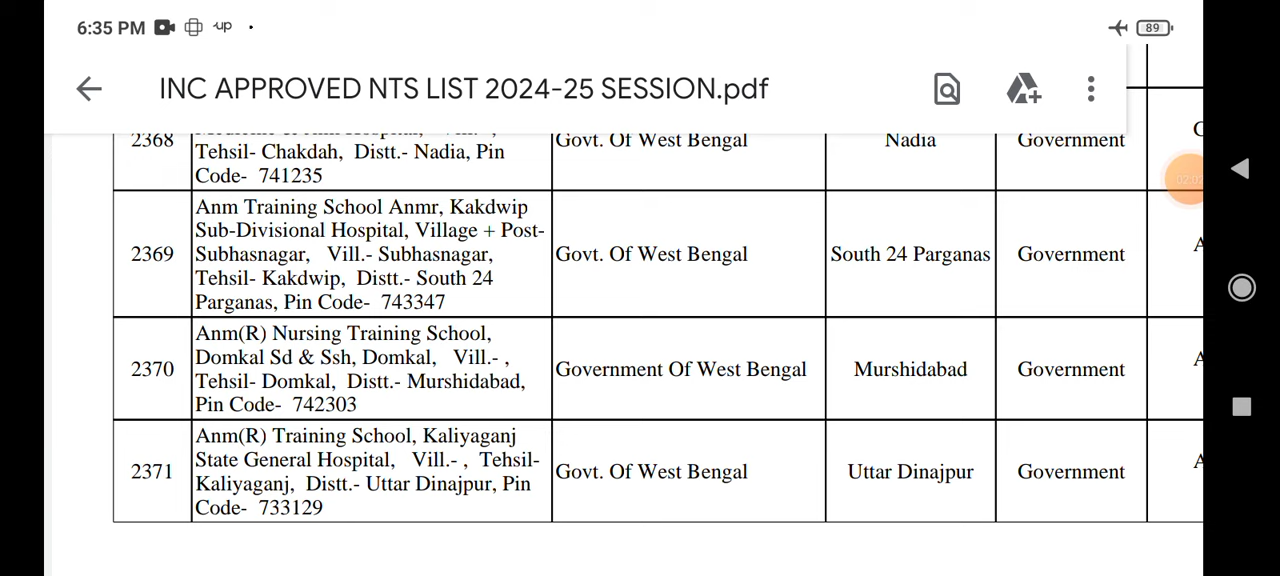 6:35 PM up 89
INC APPROVED NTS LIST 2024-25 SESSION.pdf
2368
Tehsil- Chakdah, Distt.- Nadia, Pin
Code- 741235
Govt. Of West Bengal
Nadia
Government
02:02
Anm Training School Anmr, Kakdwip
Sub-Divisional Hospital, Village + Post-
2369
Subhasnagar, Vill.- Subhasnagar,
Tehsil- Kakdwip, Distt.- South 24
Parganas, Pin Code- 743347
Govt. Of West Bengal
South 24 Parganas
Government
A
Anm(R) Nursing Training School,
Domkal Sd & Ssh, Domkal, Vill.- ,
2370
Tehsil- Domkal, Distt.- Murshidabad,
Pin Code- 742303
Government Of West Bengal
Murshidabad
Government
A
Anm(R) Training School, Kaliyaganj
State General Hospital, Vill.- , Tehsil-
2371
Kaliyaganj, Distt.- Uttar Dinajpur, Pin
Code- 733129
Govt. Of West Bengal
Uttar Dinajpur
Government
A